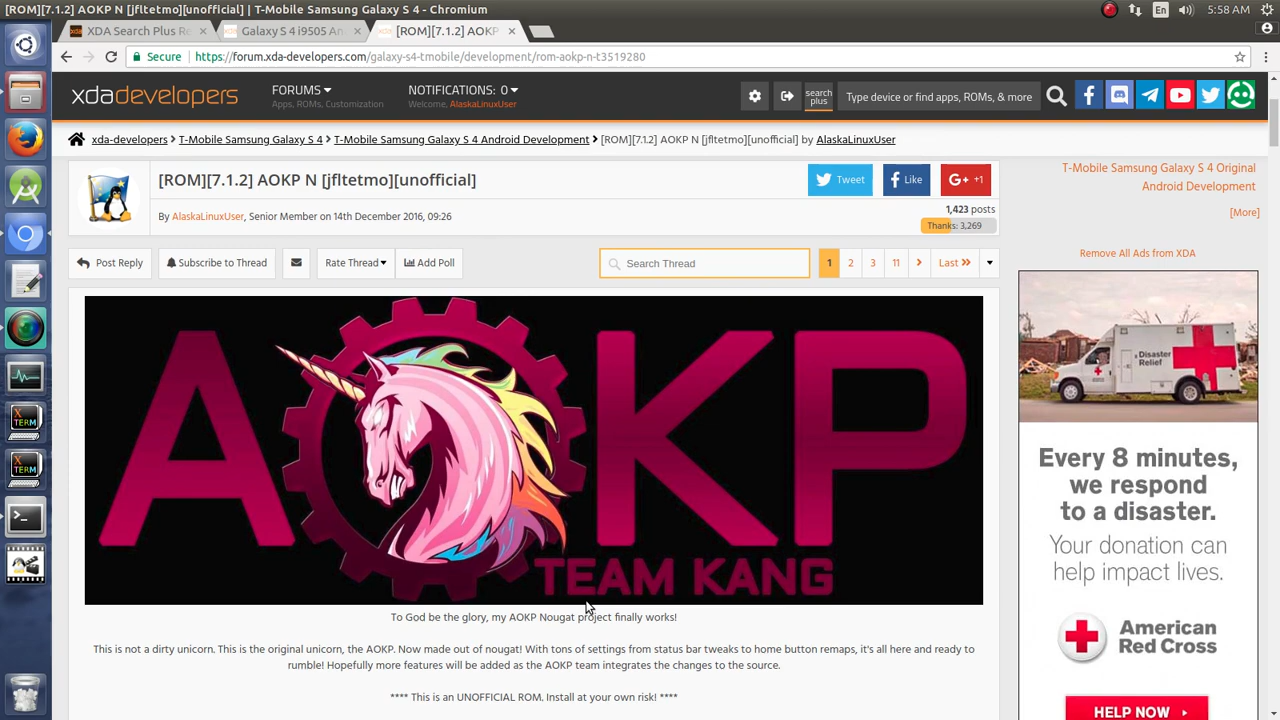 [ROM][7.1.2] AOKP N [jfltetmo][unofficial] | T-Mobile Samsung Galaxy S 4 - Chromium
En
5:58 AM
XDA Search Plus Re
Galaxy S 4 i9505 An
[ROM][7.1.2] AOKP
Secure
https://forum.xda-developers.com/galaxy-s4-tmobile/development/rom-aokp-n-t3519280
xdadevelopers
FORUMS
Apps, ROMs, Customization
NOTIFICATIONS: 0
Welcome, AlaskaLinuxUser
search plus
Type device or find apps, ROMs, & more
xda-developers
T-Mobile Samsung Galaxy S 4
T-Mobile Samsung Galaxy S 4 Android Development
[ROM][7.1.2] AOKP N [jfltetmo][unofficial] by AlaskaLinuxUser
[ROM][7.1.2] AOKP N [jfltetmo][unofficial]
Tweet
Like
G+ +1
By AlaskaLinuxUser, Senior Member on 14th December 2016, 09:26
1,423 posts
Thanks: 3,269
Post Reply
Subscribe to Thread
Rate Thread
Add Poll
Search Thread
1
2
3
11
Last
T-Mobile Samsung Galaxy S 4 Original
Android Development
[More]
Remove All Ads from XDA
AOKP
TEAM KANG
To God be the glory, my AOKP Nougat project finally works!
This is not a dirty unicorn. This is the original unicorn, the AOKP. Now made out of nougat! With tons of settings from status bar tweaks to home button remaps, it's all here and ready to
rumble! Hopefully more features will be added as the AOKP team integrates the changes to the source.
**** This is an UNOFFICIAL ROM. Install at your own risk! ****
Disaster
Relief
Every 8 minutes,
we respond
to a disaster.
Your donation can
help impact lives.
American
Red Cross
HELP NOW
X
TERM
X
TERM